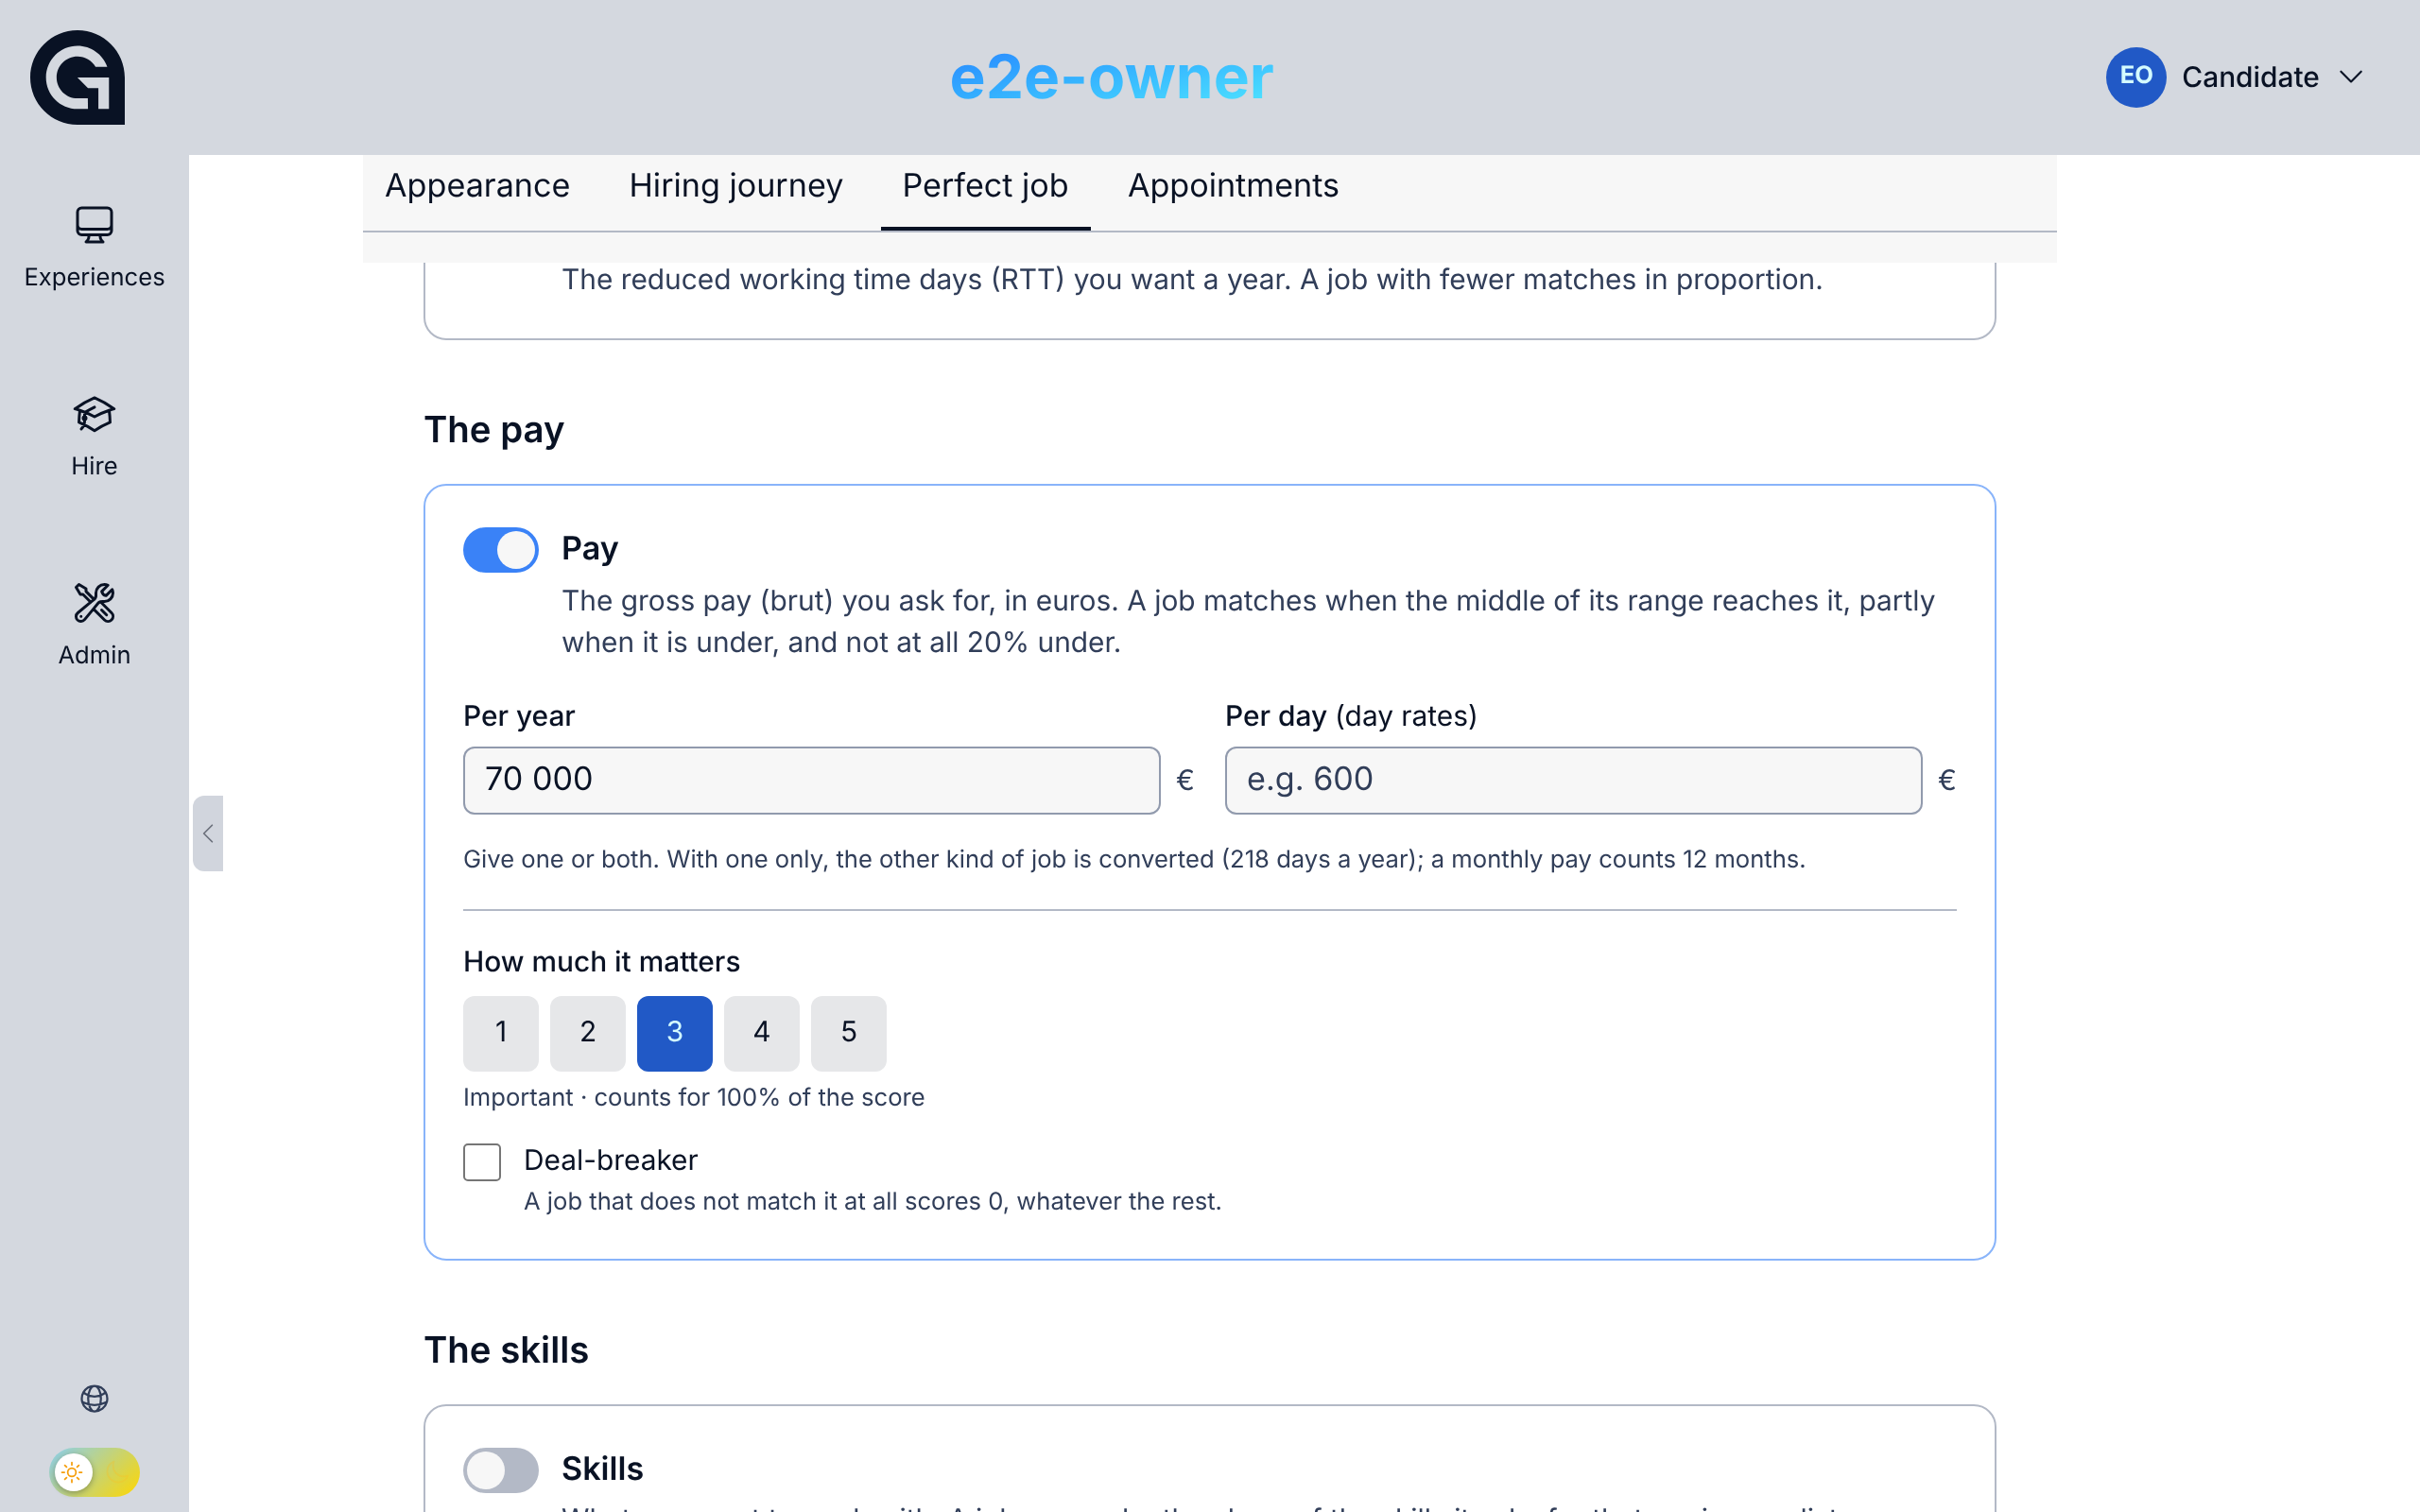 e2e-owner
EO Candidate
Experiences
Hire
Admin
Appearance Hiring journey Perfect job Appointments
The reduced working time days (RTT) you want a year. A job with fewer matches in proportion.
The pay
Pay
The gross pay (brut) you ask for, in euros. A job matches when the middle of its range reaches it, partly
when it is under, and not at all 20% under.
Per year
70 000 €
Per day (day rates)
e.g. 600 €
Give one or both. With one only, the other kind of job is converted (218 days a year); a monthly pay counts 12 months.
How much it matters
1 2 3 4 5
Important · counts for 100% of the score
Deal-breaker
A job that does not match it at all scores 0, whatever the rest.
The skills
Skills